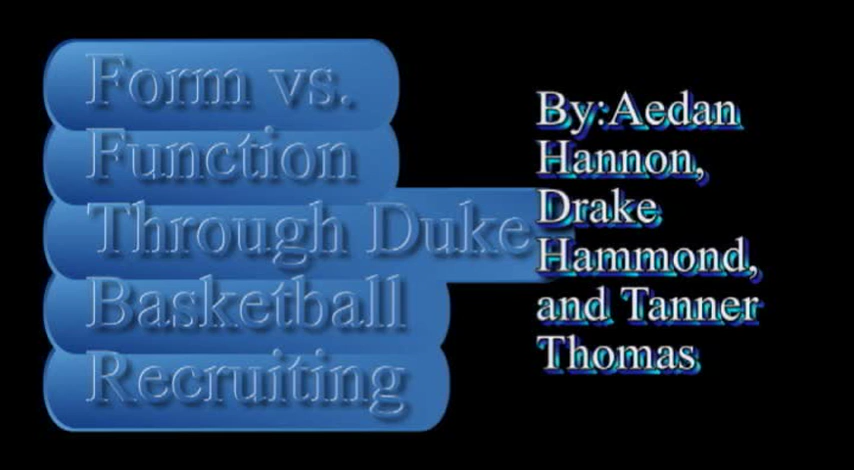 Form vs.
Function
Through Duke
Basketball
Recruiting
By:Aedan
Hannon,
Drake
Hammond,
and Tanner
Thomas